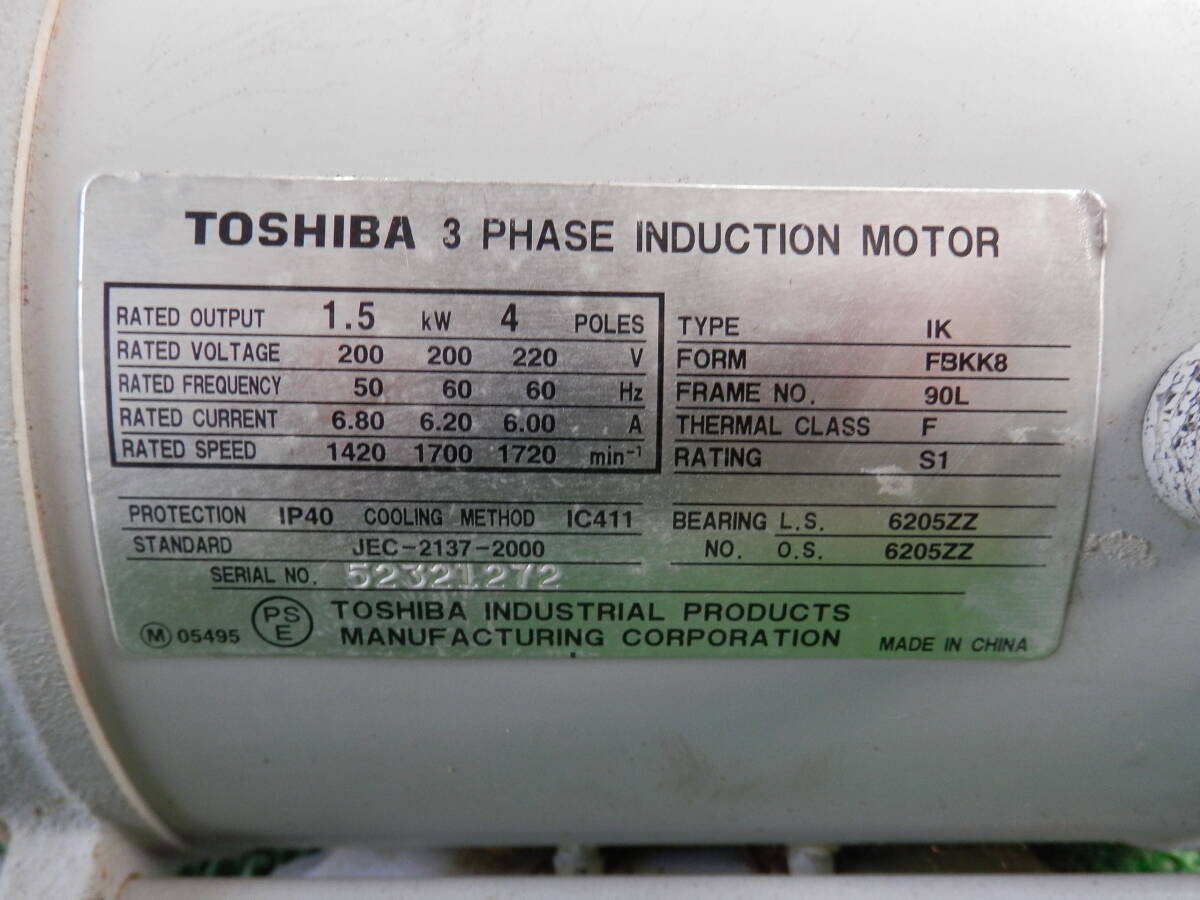 TOSHIBA 3 PHASE INDUCTION MOTOR
RATED OUTPUT 1.5 kW 4 POLES
RATED VOLTAGE 200 200 220 V
RATED FREQUENCY 50 60 60 Hz
RATED CURRENT 6.80 6.20 6.00 A
RATED SPEED 1420 1700 1720 min⁻¹
TYPE IK
FORM FBKK8
FRAME NO. 90L
THERMAL CLASS F
RATING S1
PROTECTION IP40 COOLING METHOD IC411
STANDARD JEC-2137-2000
SERIAL NO. 52321272
BEARING L.S. 6205ZZ
NO. O.S. 6205ZZ
M 05495
PS
E
TOSHIBA INDUSTRIAL PRODUCTS
MANUFACTURING CORPORATION
MADE IN CHINA